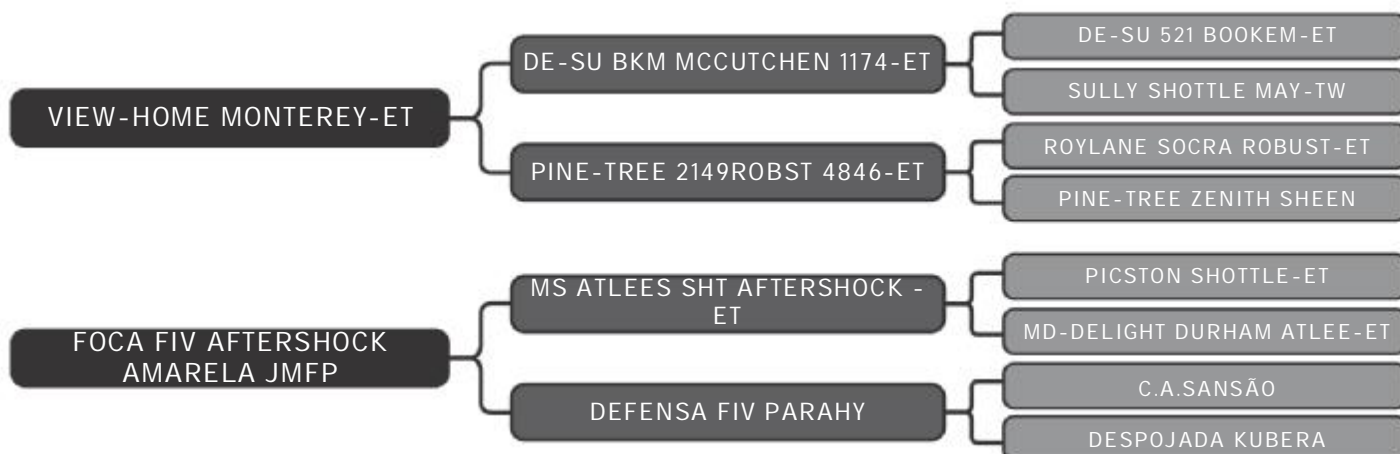 VIEW-HOME MONTEREY-ET
DE-SU BKM MCCUTCHEN 1174-ET
DE-SU 521 BOOKEM-ET
SULLY SHOTTLE MAY-TW
PINE-TREE 2149ROBST 4846-ET
ROYLANE SOCRA ROBUST-ET
PINE-TREE ZENITH SHEEN
FOCA FIV AFTERSHOCK
AMARELA JMFP
MS ATLEES SHT AFTERSHOCK -
ET
PICSTON SHOTTLE-ET
MD-DELIGHT DURHAM ATLEE-ET
DEFENSA FIV PARAHY
C.A.SANSÃO
DESPOJADA KUBERA